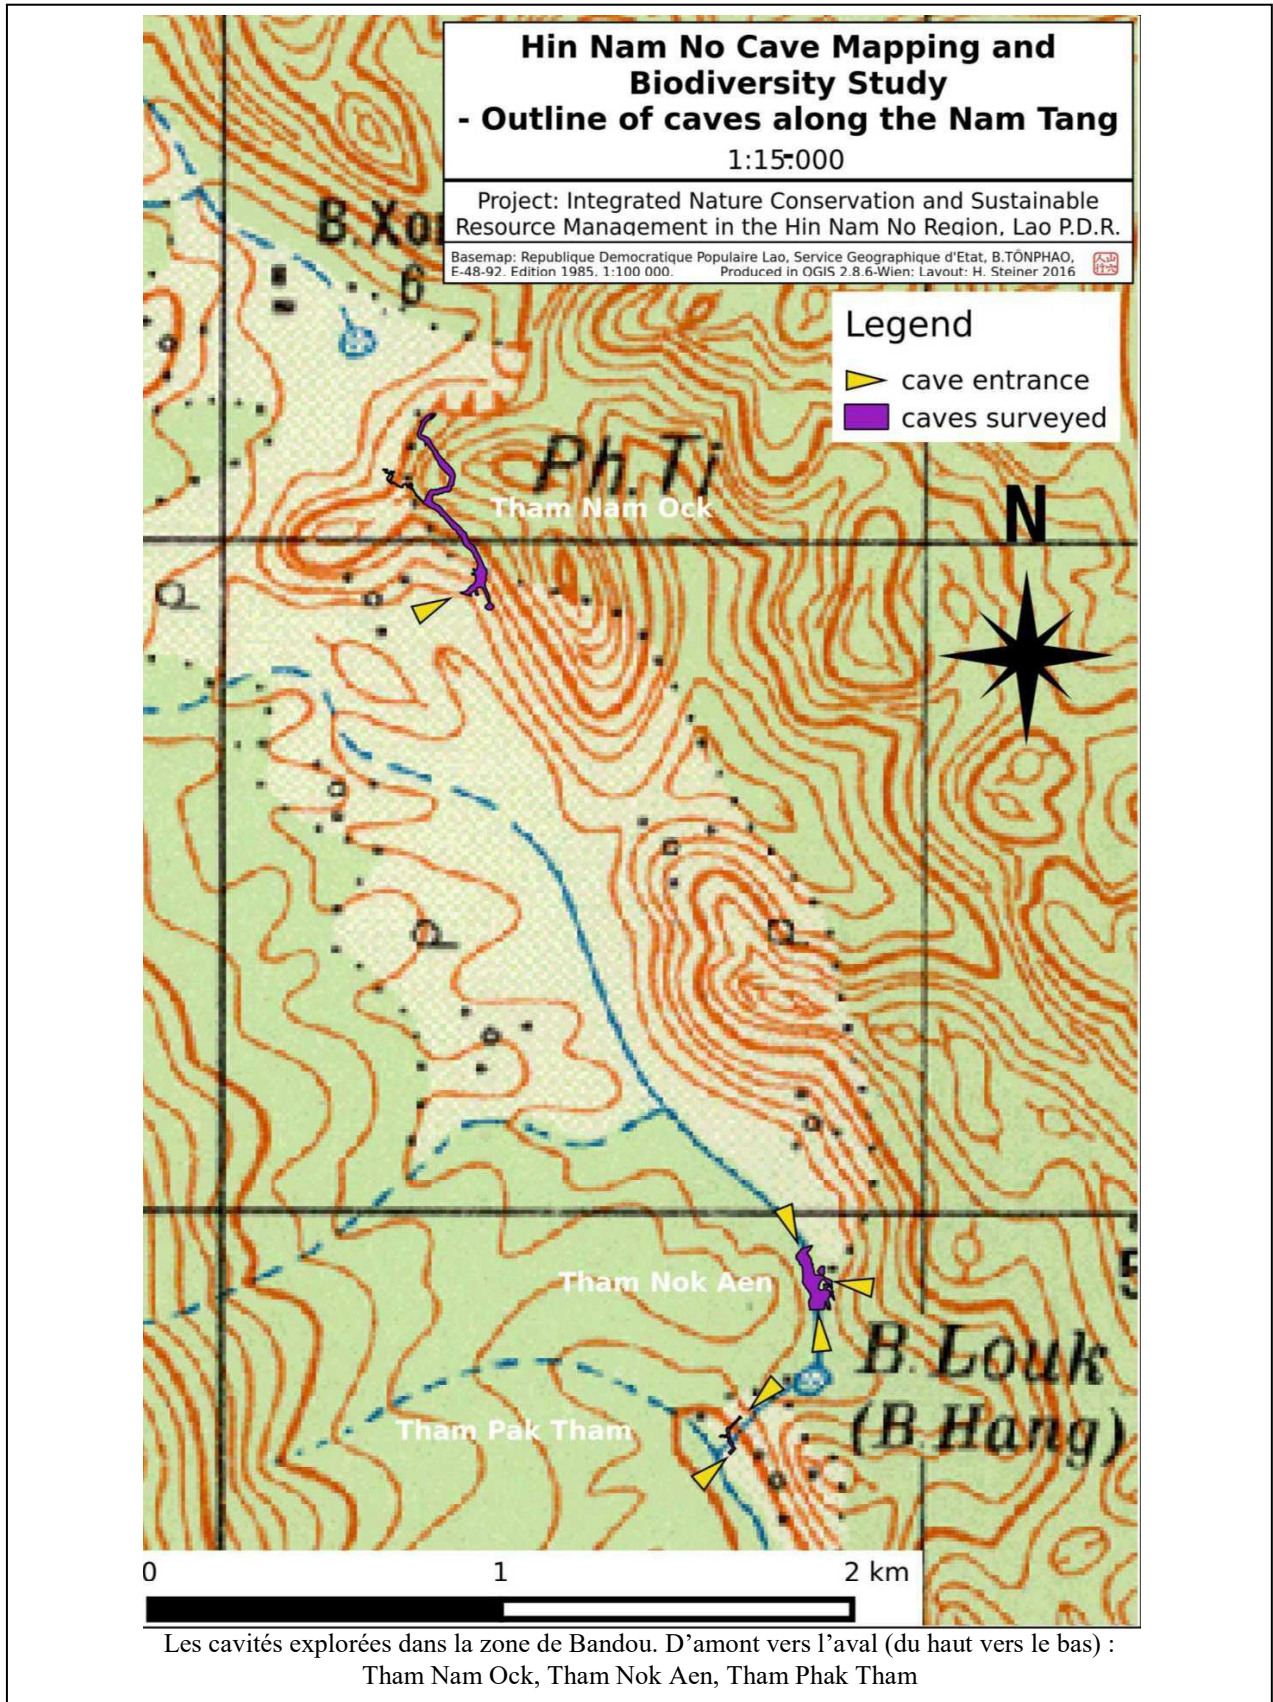 Hin Nam No Cave Mapping and
Biodiversity Study
- Outline of caves along the Nam Tang
1:15.000
Project: Integrated Nature Conservation and Sustainable
Resource Management in the Hin Nam No Region, Lao P.D.R.
Basemap: Republique Democratique Populaire Lao, Service Geographique d'Etat, B.TÔNPHAO,
E-48-92. Edition 1985. 1:100 000. Produced in QGIS 2.8.6-Wien; Layout: H. Steiner 2016
B.Xo
6
Legend
cave entrance
caves surveyed
Ph.Ti
Tham Nam Ock
N
Tham Nok Aen
5
B.Louk
(B.Hang)
Tham Pak Tham
0 1 2 km
Les cavités explorées dans la zone de Bandou. D’amont vers l’aval (du haut vers le bas) :
Tham Nam Ock, Tham Nok Aen, Tham Phak Tham